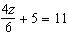 4z/6 + 5 = 11